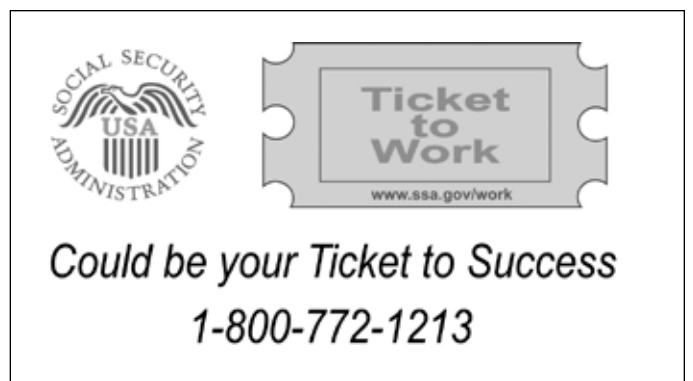 SOCIAL SECURITY ADMINISTRATION
USA
Ticket
to
Work
www.ssa.gov/work
Could be your Ticket to Success
1-800-772-1213